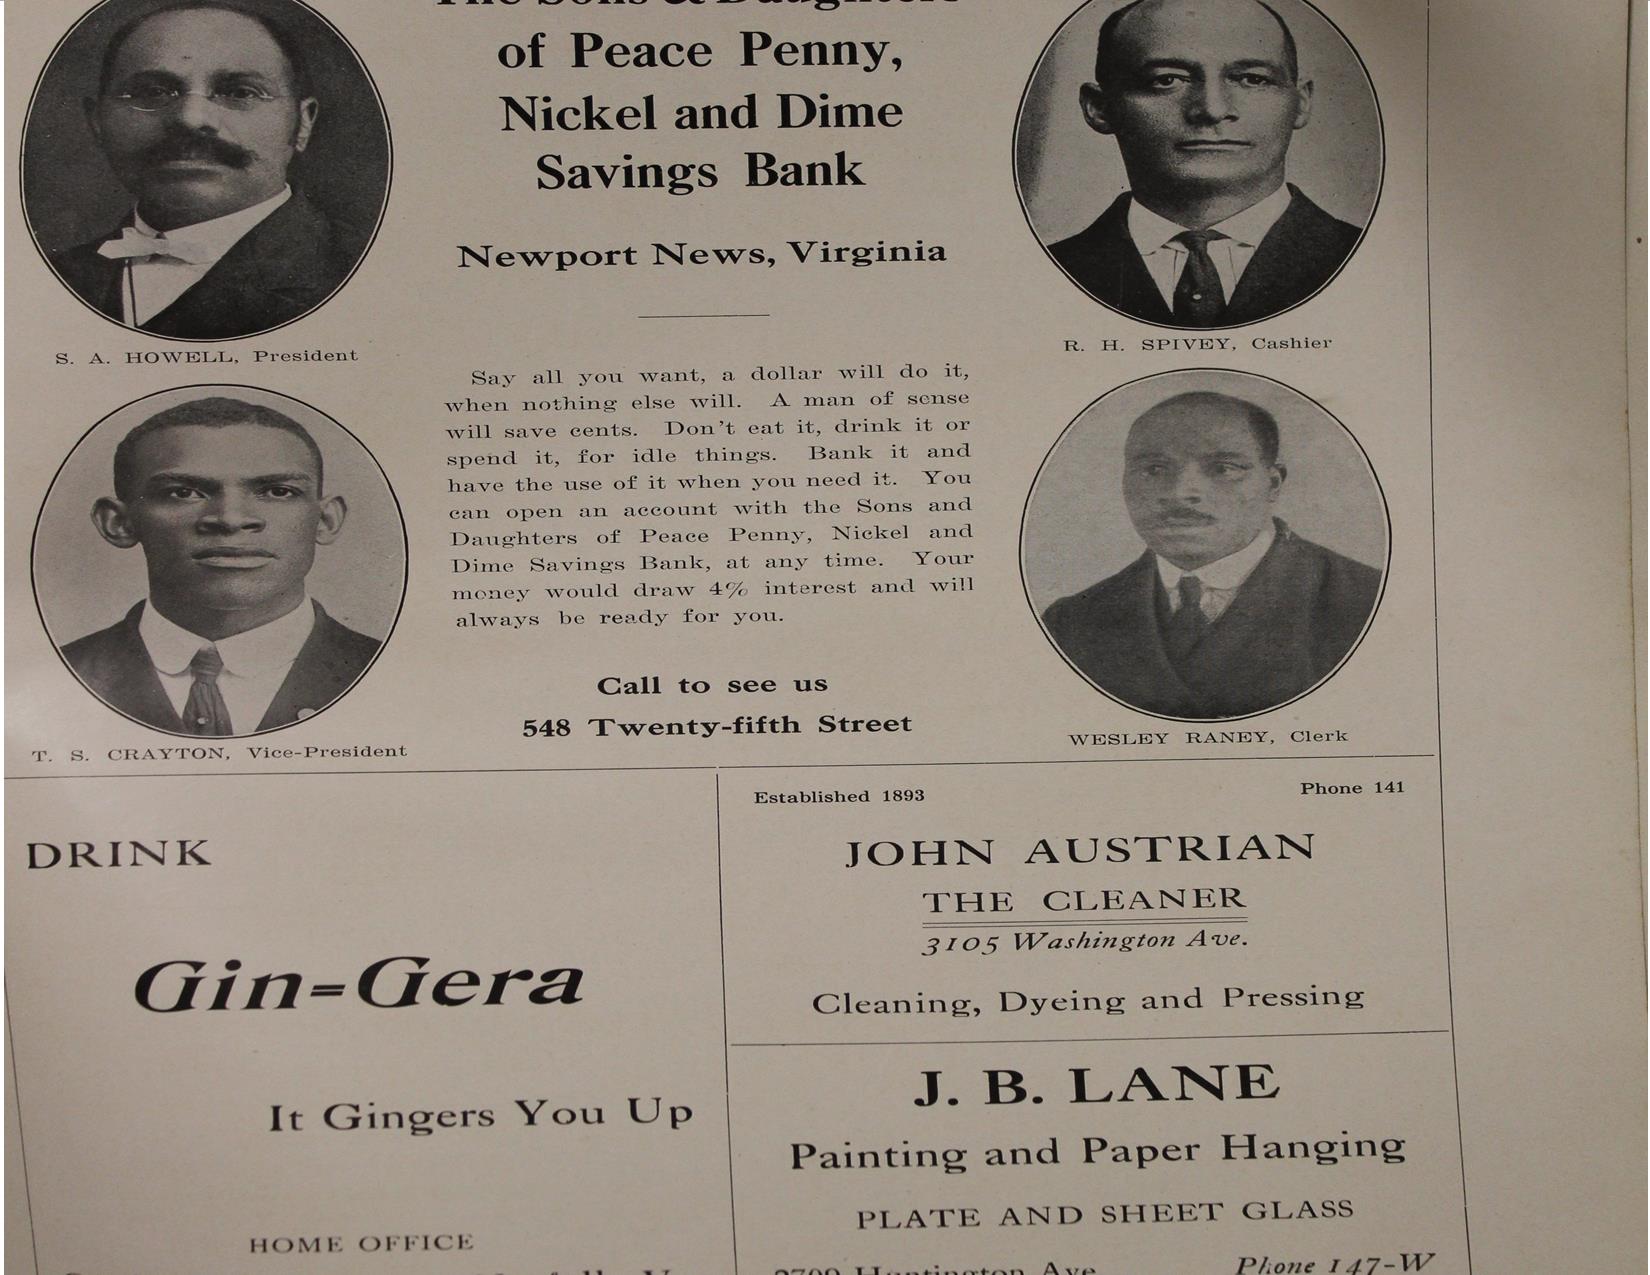 The Sons & Daughters
of Peace Penny,
Nickel and Dime
Savings Bank
Newport News, Virginia
S. A. HOWELL, President
R. H. SPIVEY, Cashier
Say all you want, a dollar will do it,
when nothing else will. A man of sense
will save cents. Don't eat it, drink it or
spend it, for idle things. Bank it and
have the use of it when you need it. You
can open an account with the Sons and
Daughters of Peace Penny, Nickel and
Dime Savings Bank, at any time. Your
money would draw 4% interest and will
always be ready for you.
Call to see us
548 Twenty-fifth Street
T. S. CRAYTON, Vice-President
WESLEY RANEY, Clerk
DRINK
Gin=Gera
It Gingers You Up
HOME OFFICE
Established 1893
Phone 141
JOHN AUSTRIAN
THE CLEANER
3105 Washington Ave.
Cleaning, Dyeing and Pressing
J. B. LANE
Painting and Paper Hanging
PLATE AND SHEET GLASS
2709 Huntington Ave
Phone 147-W